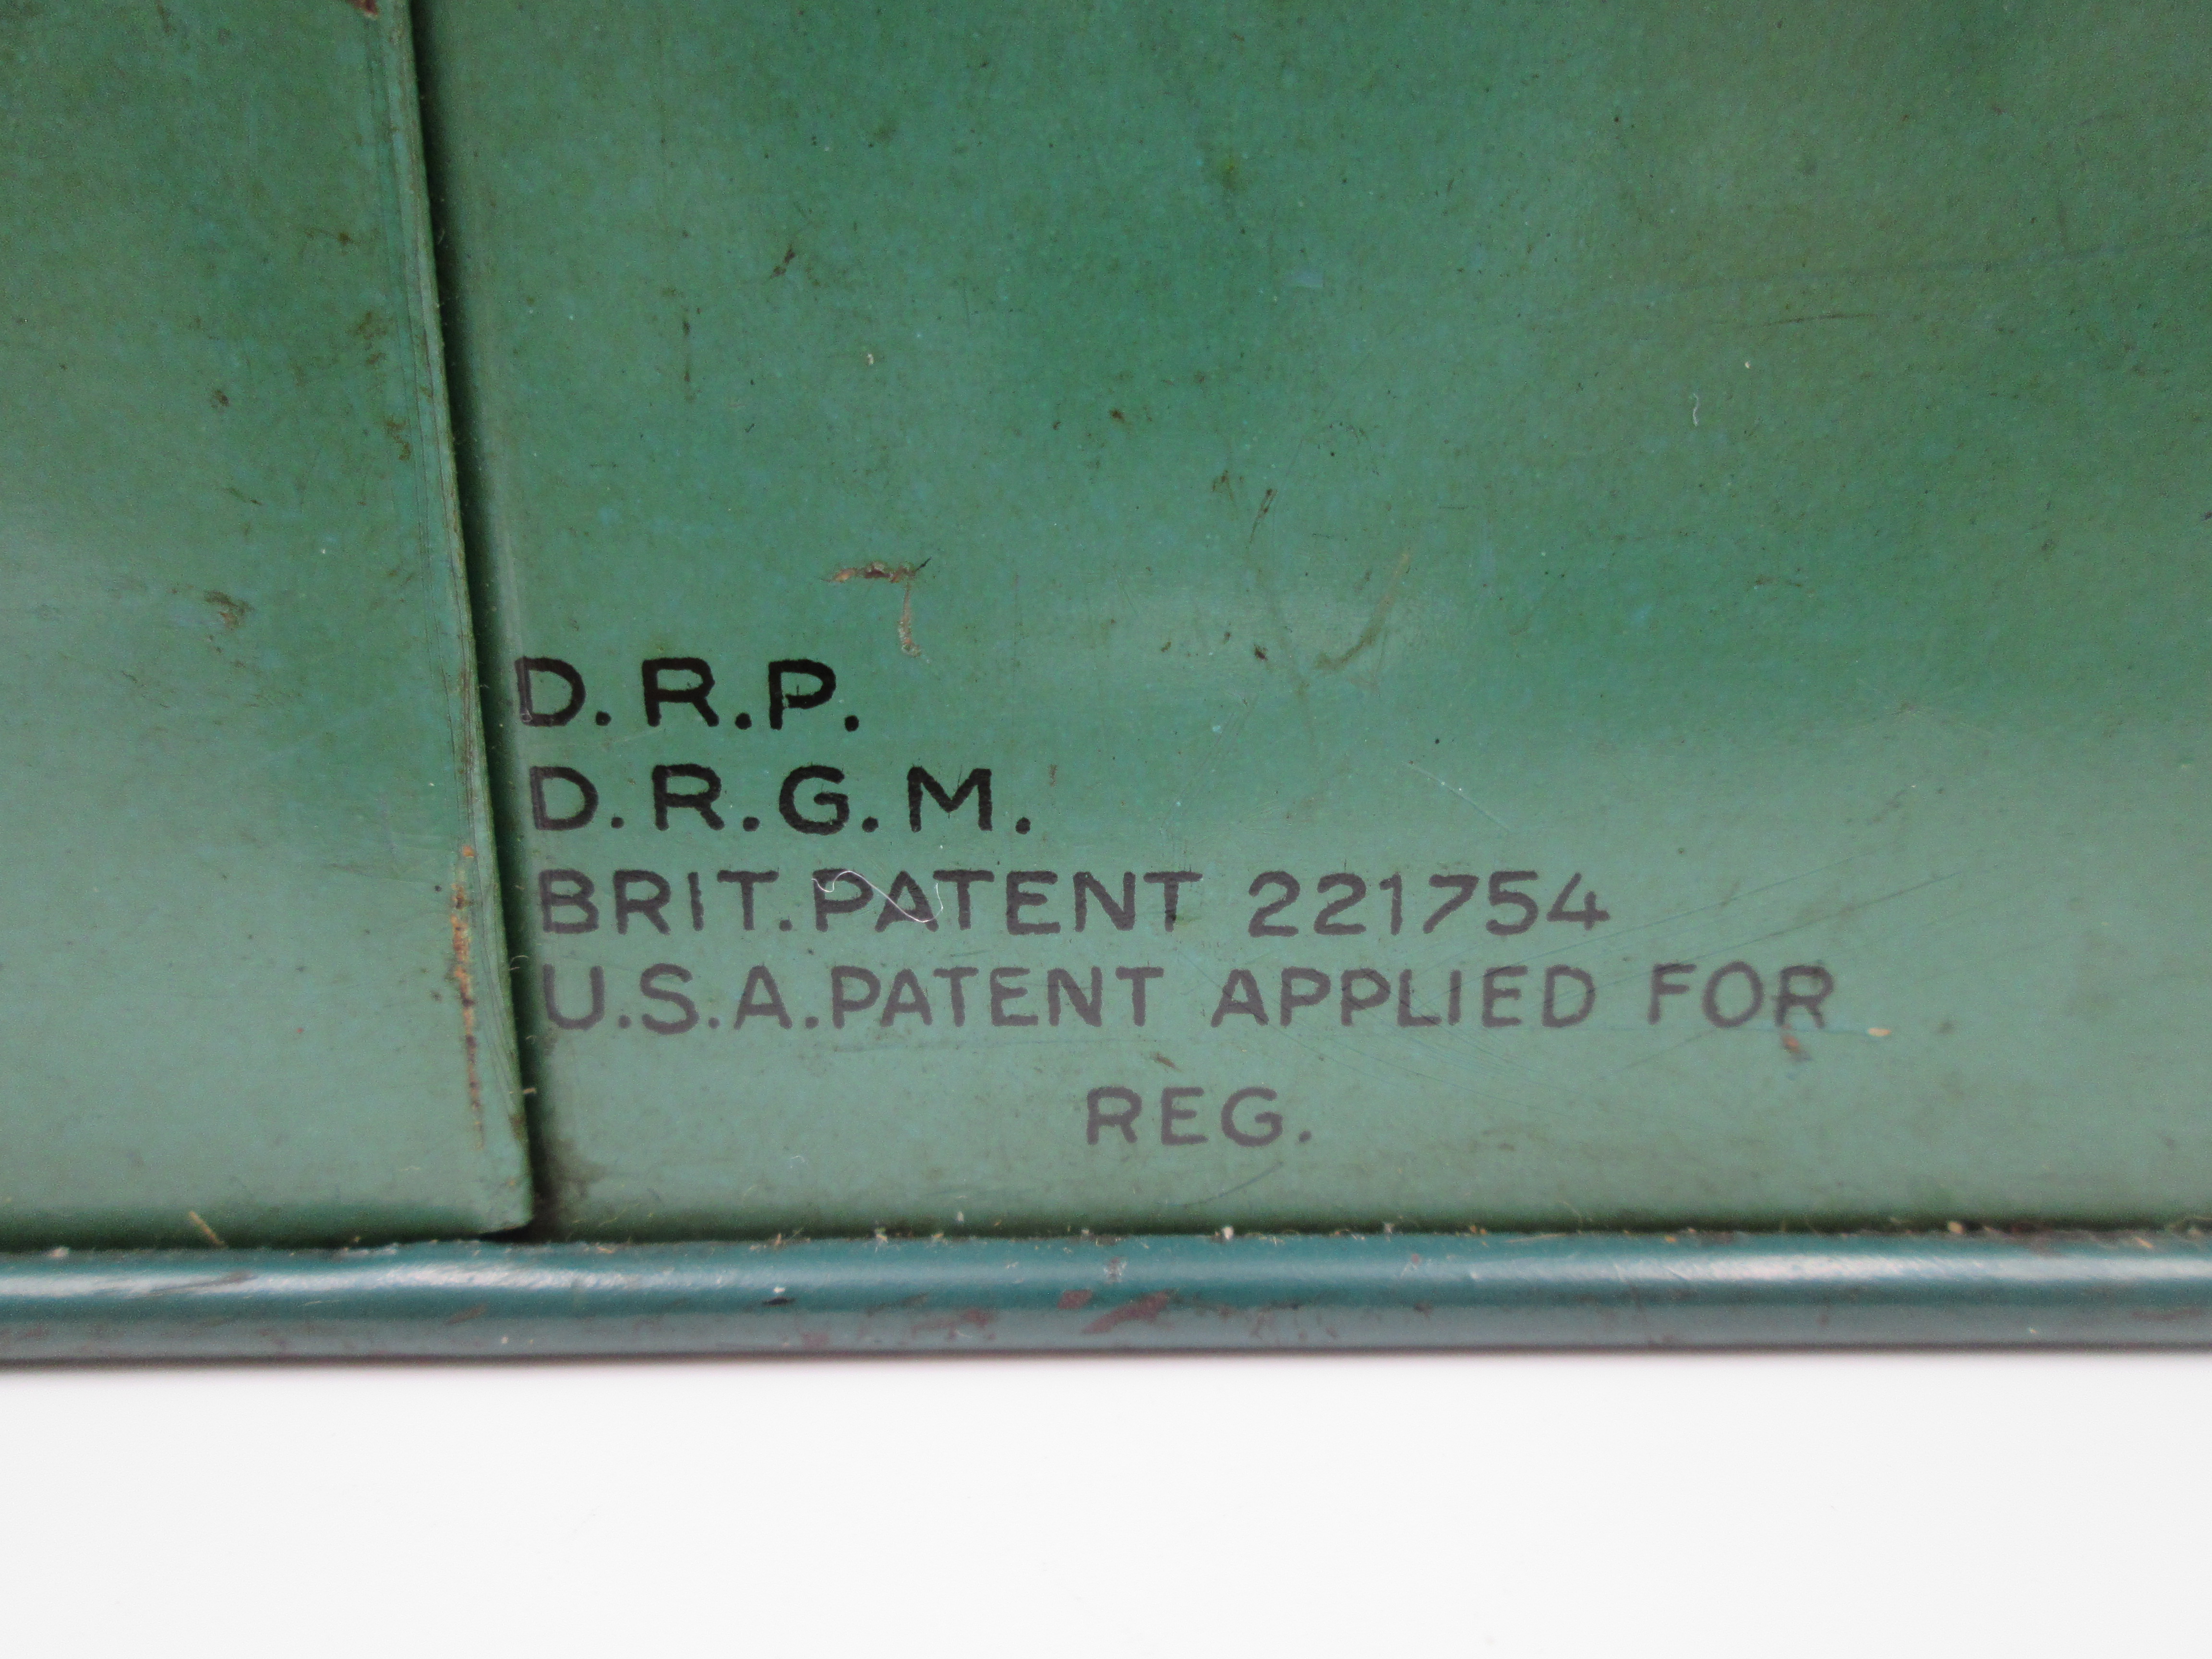 D.R.P.
D.R.G.M.
BRIT.PATENT 221754
U.S.A.PATENT APPLIED FOR
REG.